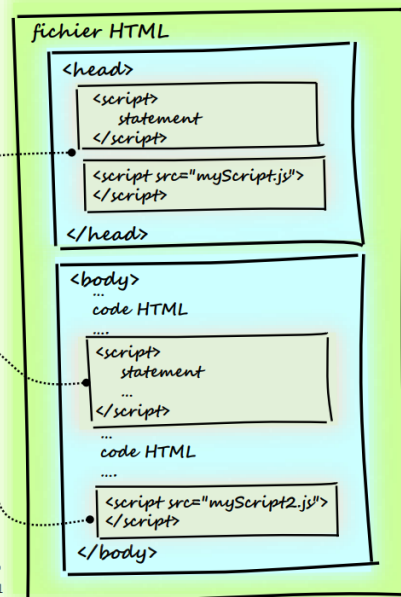 fichier HTML
<head>
<script>
statement
</script>
<script src="myScript.js">
</script>
</head>
<body>
...
code HTML
....
<script>
statement
...
</script>
...
code HTML
....
<script src="myScript2.js">
</script>
</body>